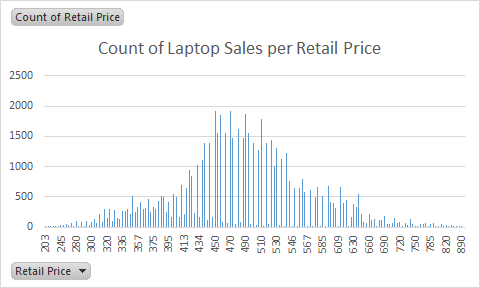 Count of Retail Price
Count of Laptop Sales per Retail Price
2500
2000
1500
1000
500
0
203 245 280 300 320 336 357 375 395 413 434 450 470 490 510 530 546 567 585 609 630 660 690 720 750 785 820 890
Retail Price